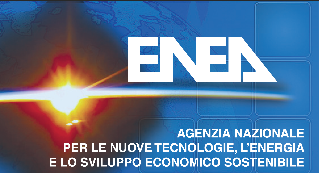 ENEA
AGENZIA NAZIONALE
PER LE NUOVE TECNOLOGIE, L'ENERGIA
E LO SVILUPPO ECONOMICO SOSTENIBILE